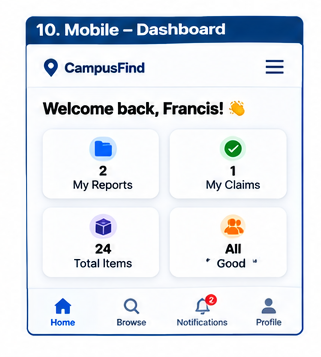 10. Mobile – Dashboard
CampusFind
Welcome back, Francis! 👋
2
My Reports
1
My Claims
24
Total Items
All
Good
Home
Browse
2
Notifications
Profile